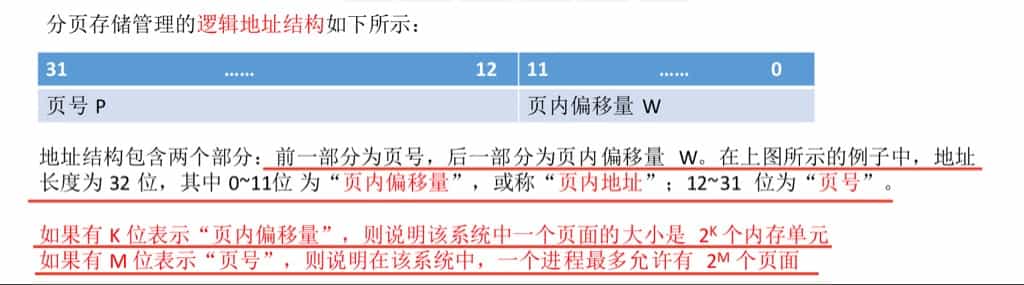 分页存储管理的逻辑地址结构如下所示：
31 …… 12 11 …… 0
页号 P 页内偏移量 W
地址结构包含两个部分：前一部分为页号，后一部分为页内偏移量 W。在上图所示的例子中，地址
长度为 32 位，其中 0~11位 为“页内偏移量”，或称“页内地址”；12~31 位为“页号”。
如果有 K 位表示“页内偏移量”，则说明该系统中一个页面的大小是 2ᴷ 个内存单元
如果有 M 位表示“页号”，则说明在该系统中，一个进程最多允许有 2ᴹ 个页面